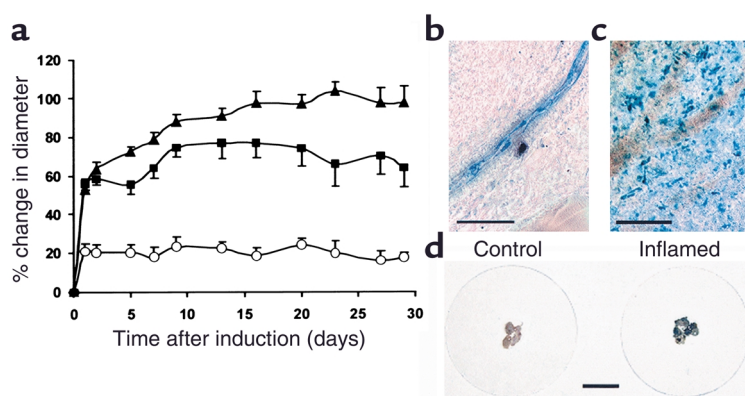 a
120
100
80
60
40
20
0
% change in diameter
0 5 10 15 20 25 30
Time after induction (days)
b
c
d
Control
Inflamed